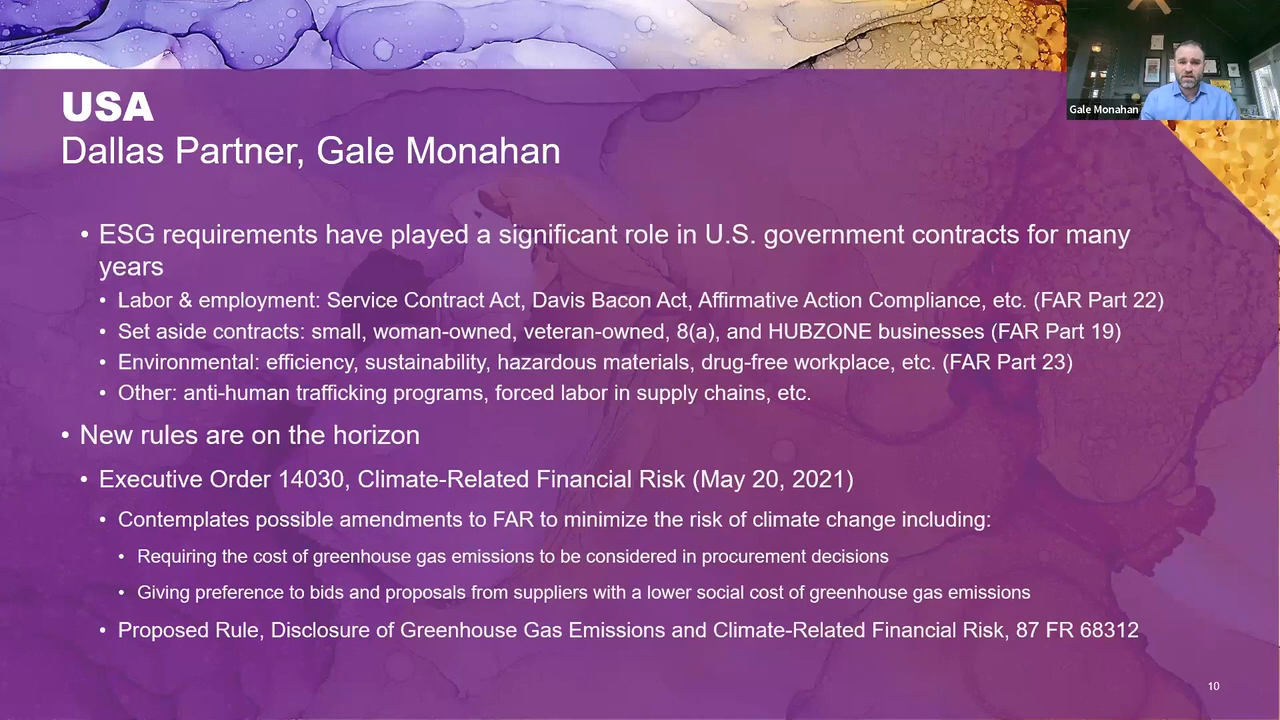 Gale Monahan
USA
Dallas Partner, Gale Monahan
• ESG requirements have played a significant role in U.S. government contracts for many
years
• Labor & employment: Service Contract Act, Davis Bacon Act, Affirmative Action Compliance, etc. (FAR Part 22)
• Set aside contracts: small, woman-owned, veteran-owned, 8(a), and HUBZONE businesses (FAR Part 19)
• Environmental: efficiency, sustainability, hazardous materials, drug-free workplace, etc. (FAR Part 23)
• Other: anti-human trafficking programs, forced labor in supply chains, etc.
• New rules are on the horizon
• Executive Order 14030, Climate-Related Financial Risk (May 20, 2021)
• Contemplates possible amendments to FAR to minimize the risk of climate change including:
• Requiring the cost of greenhouse gas emissions to be considered in procurement decisions
• Giving preference to bids and proposals from suppliers with a lower social cost of greenhouse gas emissions
• Proposed Rule, Disclosure of Greenhouse Gas Emissions and Climate-Related Financial Risk, 87 FR 68312
10